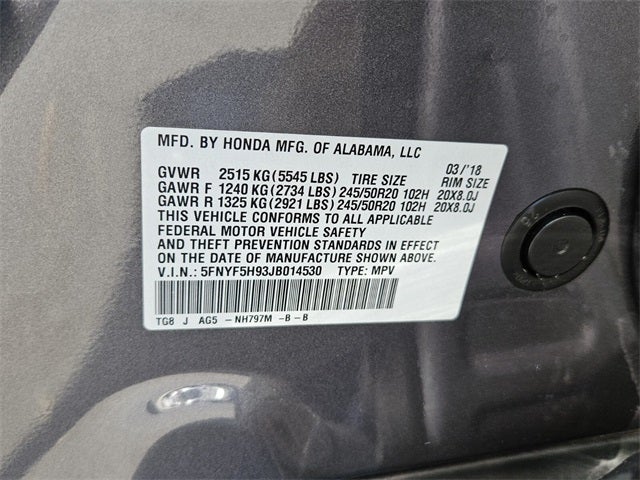 MFD. BY HONDA MFG. OF ALABAMA, LLC
GVWR 2515 KG(5545 LBS) TIRE SIZE 03/'18 RIM SIZE
GAWR F 1240 KG(2734 LBS) 245/50R20 102H 20X8.0J
GAWR R 1325 KG(2921 LBS) 245/50R20 102H 20X8.0J
THIS VEHICLE CONFORMS TO ALL APPLICABLE
FEDERAL MOTOR VEHICLE SAFETY
AND THEFT PREVENTION STANDARDS IN EFFECT
ON THE DATE OF MANUFACTURE SHOWN ABOVE.
V.I.N.: 5FNYF5H93JB014530 TYPE: MPV
TG8 J AG5 -NH797M -B-B